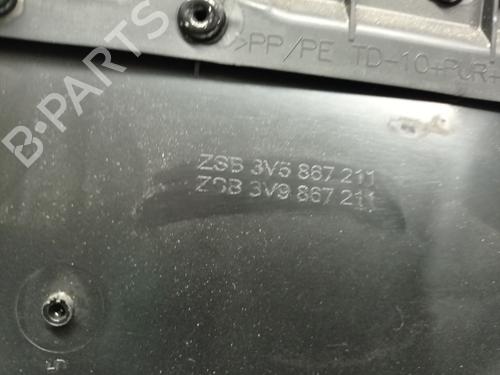 >PP/PE TD-10+PUR
ZSB 3V5 867 211
ZSB 3V9 867 211
B-PARTS